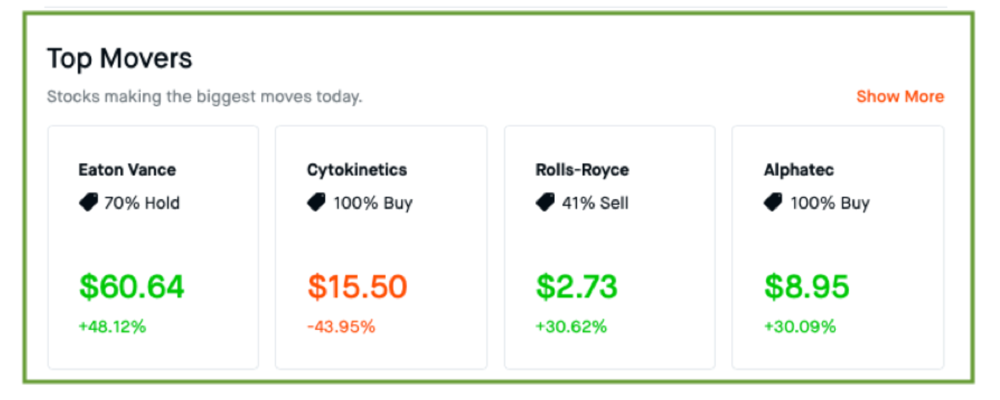 Top Movers
Stocks making the biggest moves today.
Show More
Eaton Vance
70% Hold
$60.64
+48.12%
Cytokinetics
100% Buy
$15.50
-43.95%
Rolls-Royce
41% Sell
$2.73
+30.62%
Alphatec
100% Buy
$8.95
+30.09%